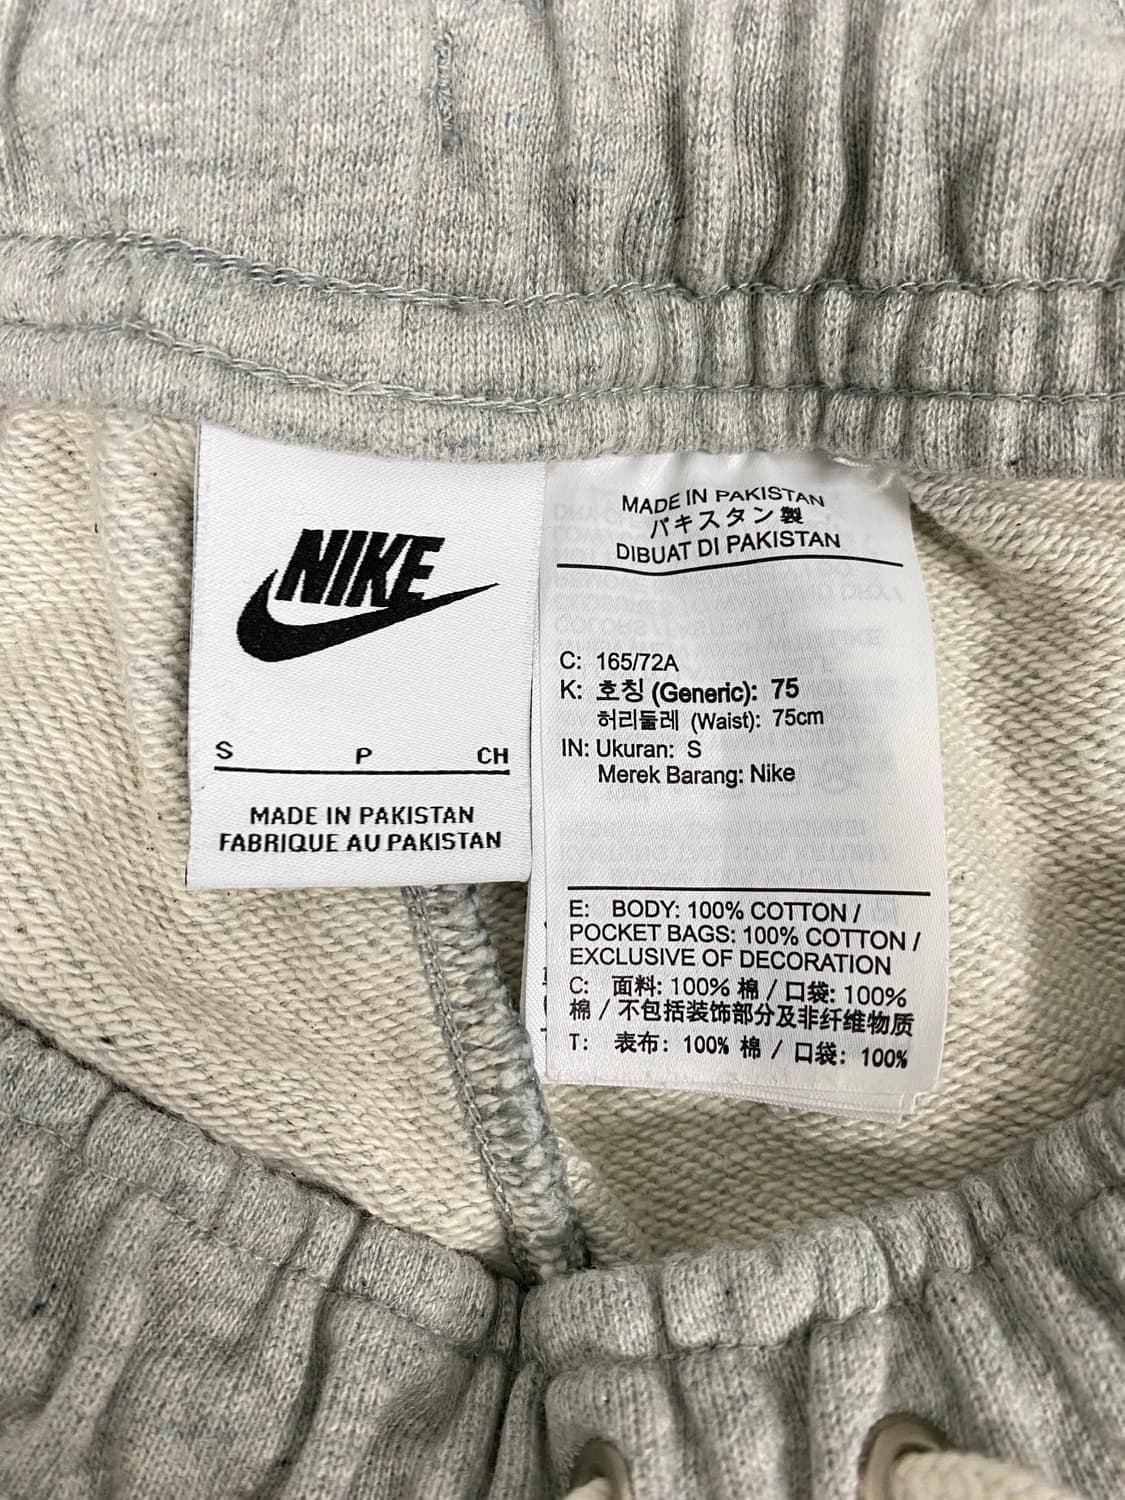 NIKE
S P CH
MADE IN PAKISTAN
FABRIQUE AU PAKISTAN
MADE IN PAKISTAN
パキスタン製
DIBUAT DI PAKISTAN
C: 165/72A
K: 호칭 (Generic): 75
허리둘레 (Waist): 75cm
IN: Ukuran: S
Merek Barang: Nike
E: BODY: 100% COTTON /
POCKET BAGS: 100% COTTON /
EXCLUSIVE OF DECORATION
C: 面料: 100% 棉 / 口袋: 100%
棉 / 不包括装饰部分及非纤维物质
T: 表布: 100% 棉 / 口袋: 100%